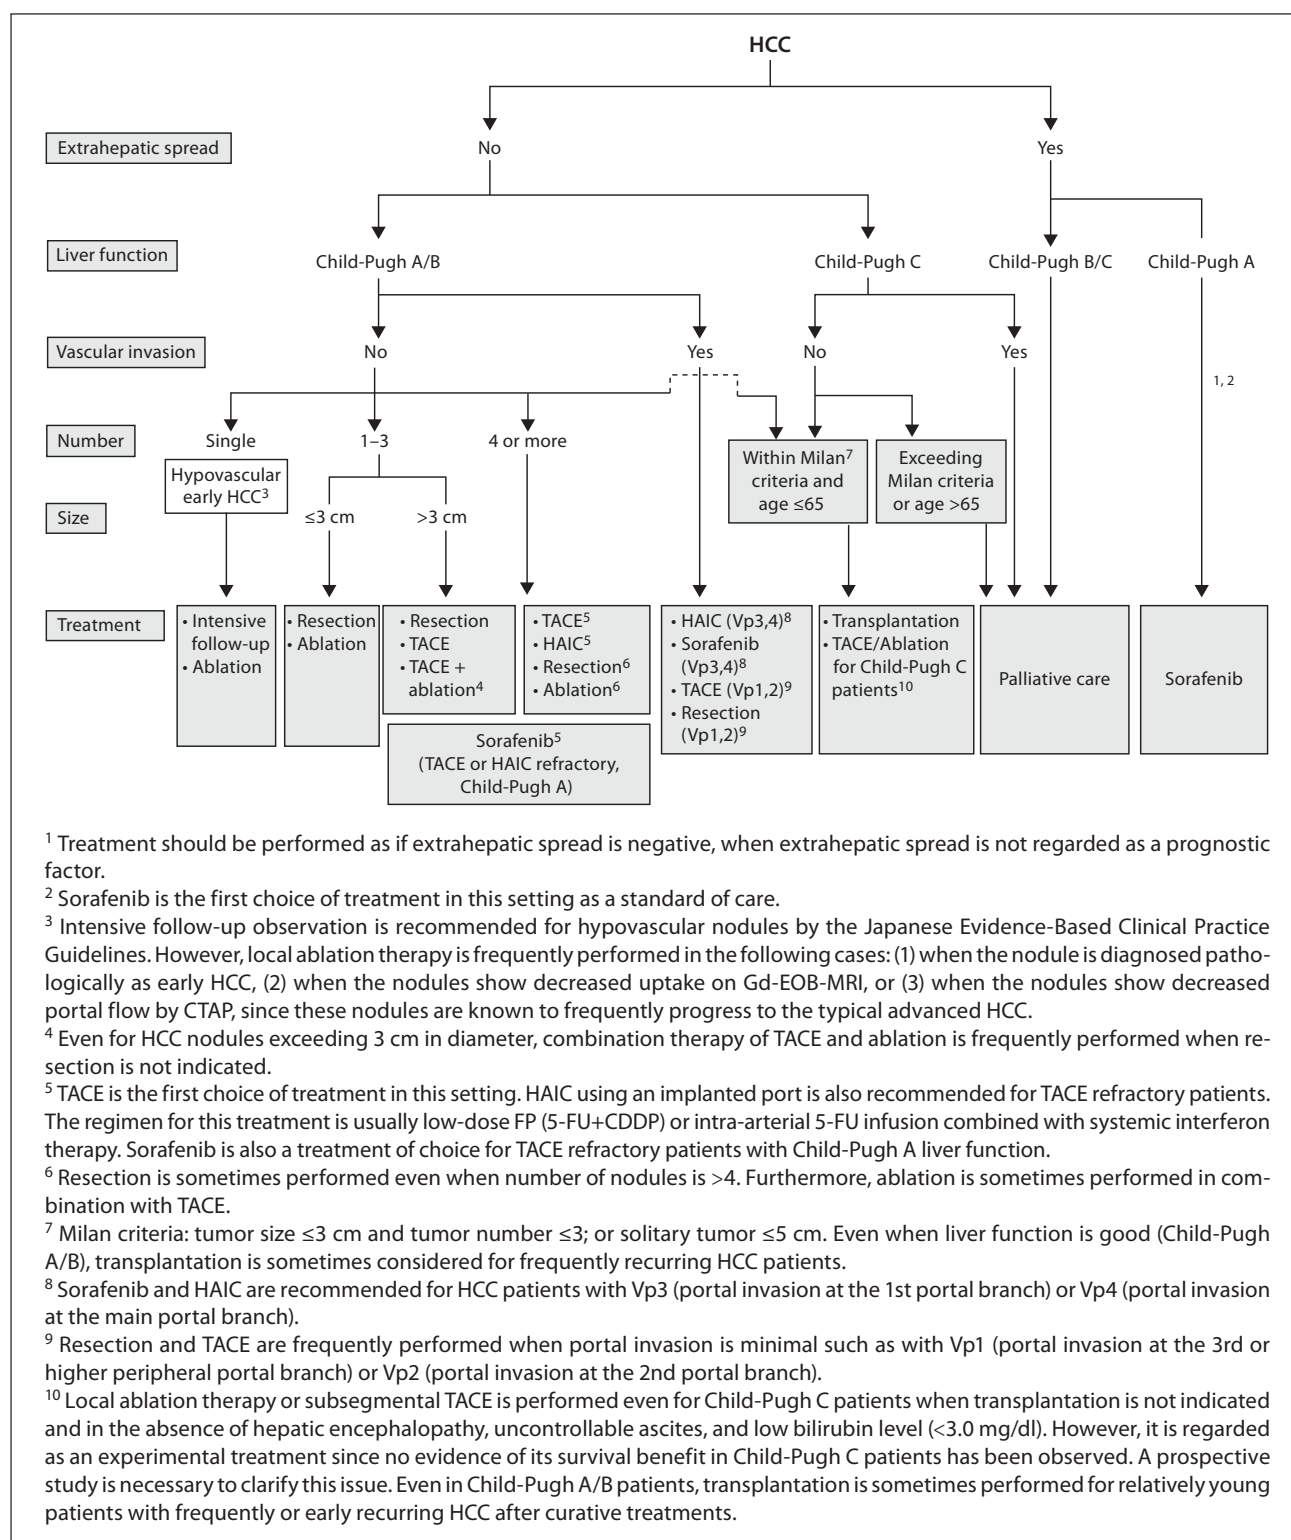 HCC
Extrahepatic spread
No
Yes
Liver function
Child-Pugh A/B
Child-Pugh C
Child-Pugh B/C
Child-Pugh A
Vascular invasion
No
Yes
No
Yes
1, 2
Number
Single
1–3
4 or more
Within Milan⁷
criteria and
age ≤65
Exceeding
Milan criteria
or age >65
Hypovascular
early HCC³
Size
≤3 cm
>3 cm
Treatment
• Intensive
follow-up
• Ablation
• Resection
• Ablation
• Resection
• TACE
• TACE +
ablation⁴
• TACE⁵
• HAIC⁵
• Resection⁶
• Ablation⁶
• HAIC (Vp3,4)⁸
• Sorafenib
(Vp3,4)⁸
• TACE (Vp1,2)⁹
• Resection
(Vp1,2)⁹
• Transplantation
• TACE/Ablation
for Child-Pugh C
patients¹⁰
Palliative care
Sorafenib
Sorafenib⁵
(TACE or HAIC refractory,
Child-Pugh A)
¹ Treatment should be performed as if extrahepatic spread is negative, when extrahepatic spread is not regarded as a prognostic
factor.
² Sorafenib is the first choice of treatment in this setting as a standard of care.
³ Intensive follow-up observation is recommended for hypovascular nodules by the Japanese Evidence-Based Clinical Practice
Guidelines. However, local ablation therapy is frequently performed in the following cases: (1) when the nodule is diagnosed patho-
logically as early HCC, (2) when the nodules show decreased uptake on Gd-EOB-MRI, or (3) when the nodules show decreased
portal flow by CTAP, since these nodules are known to frequently progress to the typical advanced HCC.
⁴ Even for HCC nodules exceeding 3 cm in diameter, combination therapy of TACE and ablation is frequently performed when re-
section is not indicated.
⁵ TACE is the first choice of treatment in this setting. HAIC using an implanted port is also recommended for TACE refractory patients.
The regimen for this treatment is usually low-dose FP (5-FU+CDDP) or intra-arterial 5-FU infusion combined with systemic interferon
therapy. Sorafenib is also a treatment of choice for TACE refractory patients with Child-Pugh A liver function.
⁶ Resection is sometimes performed even when number of nodules is >4. Furthermore, ablation is sometimes performed in com-
bination with TACE.
⁷ Milan criteria: tumor size ≤3 cm and tumor number ≤3; or solitary tumor ≤5 cm. Even when liver function is good (Child-Pugh
A/B), transplantation is sometimes considered for frequently recurring HCC patients.
⁸ Sorafenib and HAIC are recommended for HCC patients with Vp3 (portal invasion at the 1st portal branch) or Vp4 (portal invasion
at the main portal branch).
⁹ Resection and TACE are frequently performed when portal invasion is minimal such as with Vp1 (portal invasion at the 3rd or
higher peripheral portal branch) or Vp2 (portal invasion at the 2nd portal branch).
¹⁰ Local ablation therapy or subsegmental TACE is performed even for Child-Pugh C patients when transplantation is not indicated
and in the absence of hepatic encephalopathy, uncontrollable ascites, and low bilirubin level (<3.0 mg/dl). However, it is regarded
as an experimental treatment since no evidence of its survival benefit in Child-Pugh C patients has been observed. A prospective
study is necessary to clarify this issue. Even in Child-Pugh A/B patients, transplantation is sometimes performed for relatively young
patients with frequently or early recurring HCC after curative treatments.